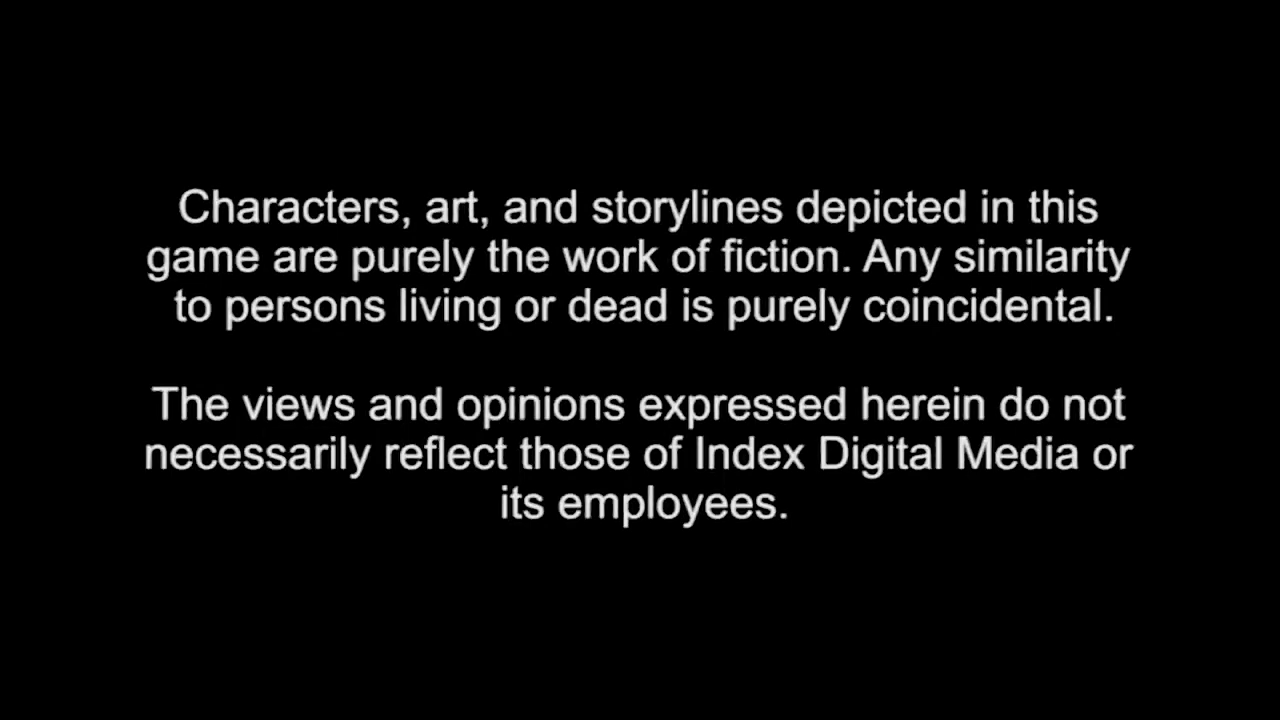 Characters, art, and storylines depicted in this
game are purely the work of fiction. Any similarity
to persons living or dead is purely coincidental.
The views and opinions expressed herein do not
necessarily reflect those of Index Digital Media or
its employees.